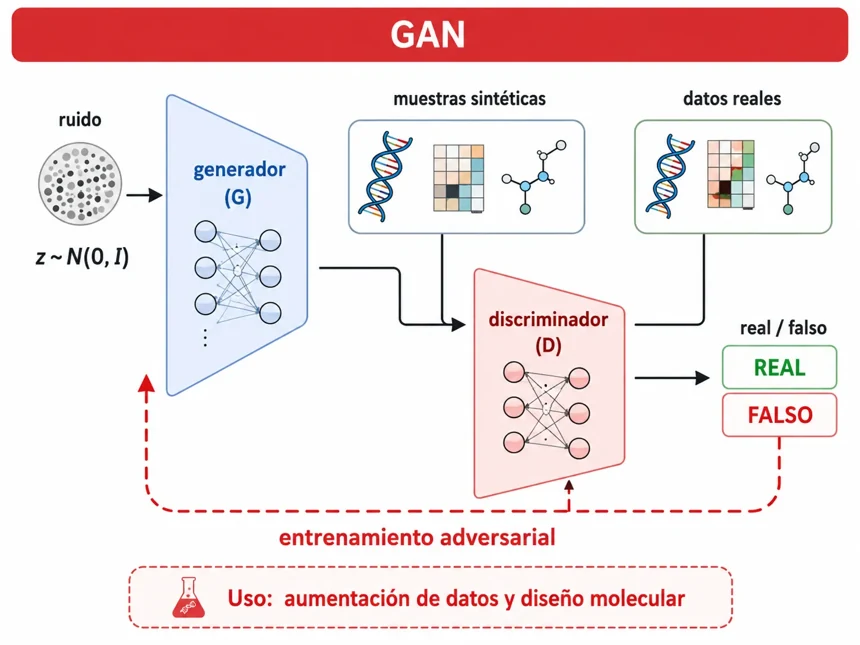 GAN
ruido
z ~ N(0, I)
generador
(G)
muestras sintéticas
datos reales
discriminador
(D)
real / falso
REAL
FALSO
entrenamiento adversarial
Uso: aumentación de datos y diseño molecular